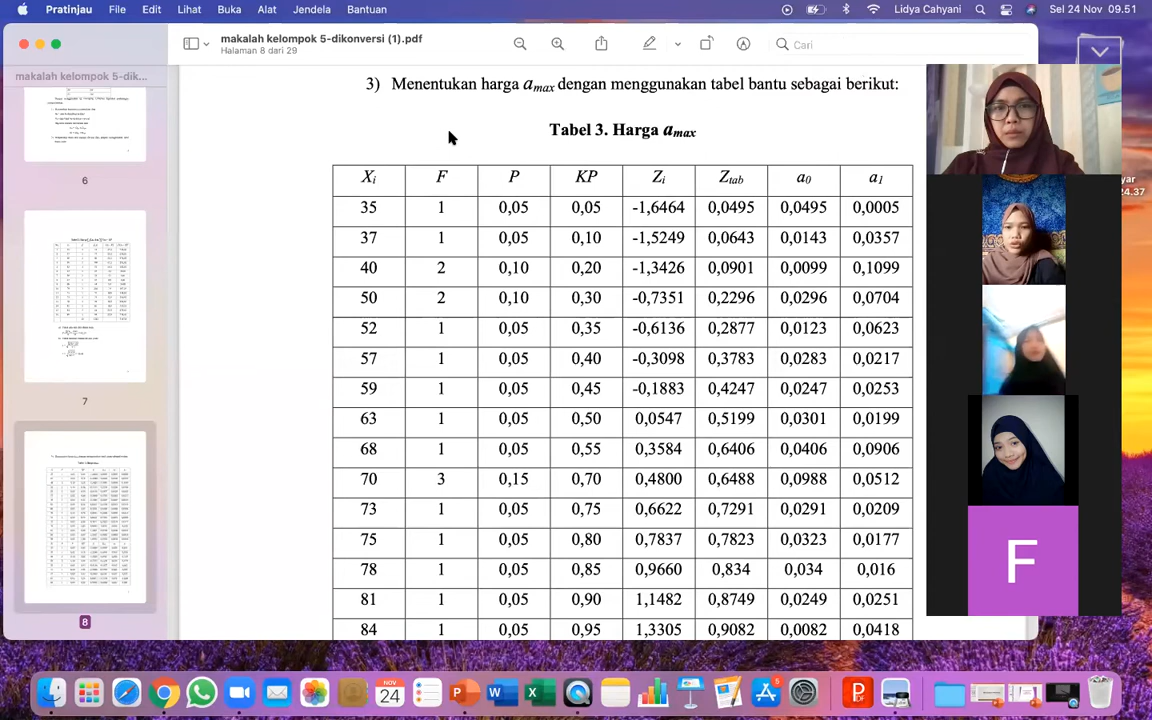 Pratinjau File Edit Lihat Buka Alat Jendela Bantuan Lidya Cahyani Sel 24 Nov 09.51
makalah kelompok 5-dikonversi (1).pdf
Halaman 8 dari 29
Cari
makalah kelompok 5-dik...
6
7
8
3) Menentukan harga amax dengan menggunakan tabel bantu sebagai berikut:
Tabel 3. Harga amax
Xi F P KP Zi Ztab a0 a1
35 1 0,05 0,05 -1,6464 0,0495 0,0495 0,0005
37 1 0,05 0,10 -1,5249 0,0643 0,0143 0,0357
40 2 0,10 0,20 -1,3426 0,0901 0,0099 0,1099
50 2 0,10 0,30 -0,7351 0,2296 0,0296 0,0704
52 1 0,05 0,35 -0,6136 0,2877 0,0123 0,0623
57 1 0,05 0,40 -0,3098 0,3783 0,0283 0,0217
59 1 0,05 0,45 -0,1883 0,4247 0,0247 0,0253
63 1 0,05 0,50 0,0547 0,5199 0,0301 0,0199
68 1 0,05 0,55 0,3584 0,6406 0,0406 0,0906
70 3 0,15 0,70 0,4800 0,6488 0,0988 0,0512
73 1 0,05 0,75 0,6622 0,7291 0,0291 0,0209
75 1 0,05 0,80 0,7837 0,7823 0,0323 0,0177
78 1 0,05 0,85 0,9660 0,834 0,034 0,016
81 1 0,05 0,90 1,1482 0,8749 0,0249 0,0251
84 1 0,05 0,95 1,3305 0,9082 0,0082 0,0418
yar
24.37
F
NOV
24
5